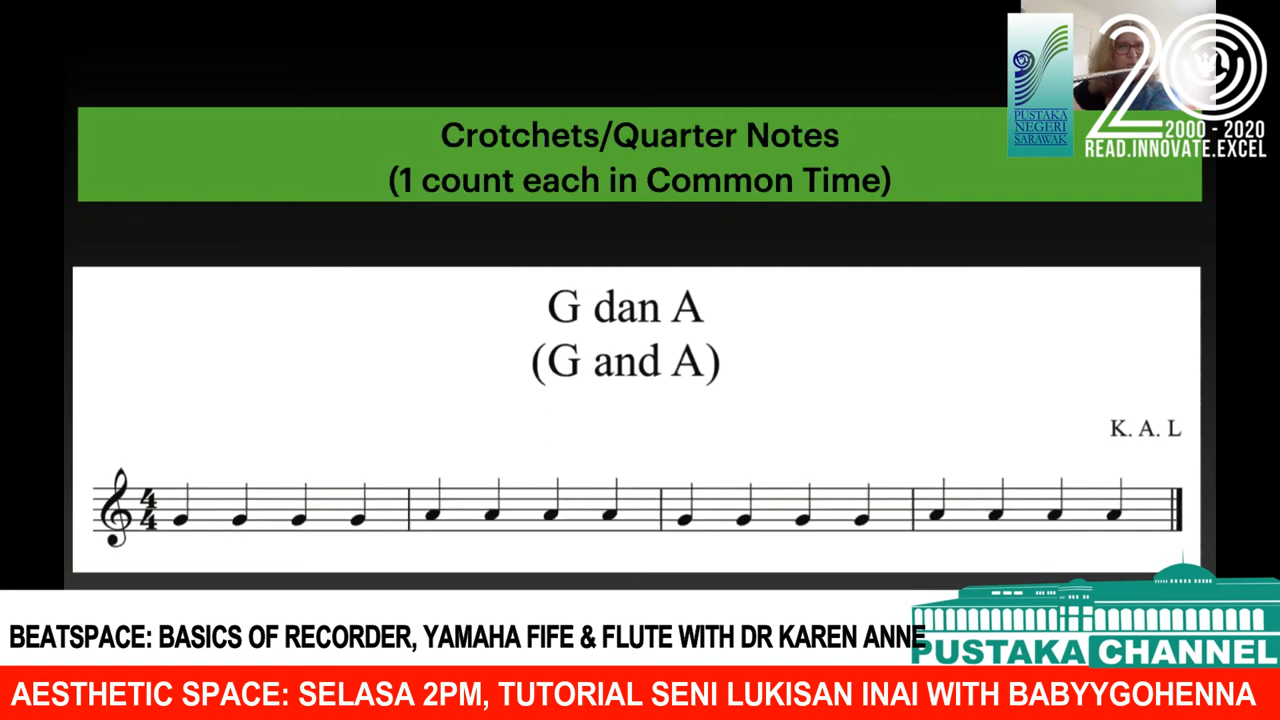 PUSTAKA
NEGERI
SARAWAK
20
2000 - 2020
READ.INNOVATE.EXCEL
Crotchets/Quarter Notes
(1 count each in Common Time)
G dan A
(G and A)
K. A. L
4
4
BEATSPACE: BASICS OF RECORDER, YAMAHA FIFE & FLUTE WITH DR KAREN ANNE
PUSTAKA CHANNEL
AESTHETIC SPACE: SELASA 2PM, TUTORIAL SENI LUKISAN INAI WITH BABYYGOHENNA